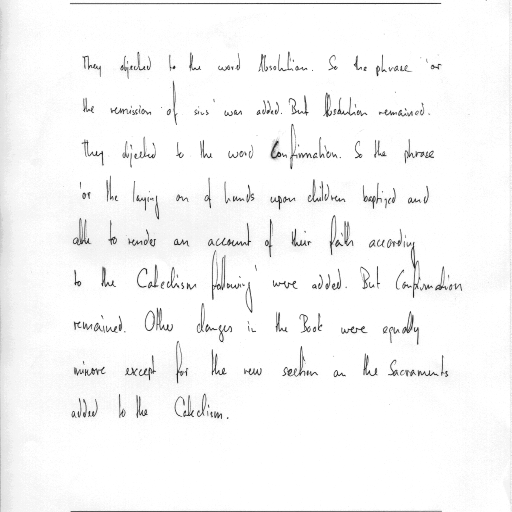 They objected to the word Absolution. So the phrase 'or
the remission of sins' was added. But Absolution remained.
They objected to the word Confirmation. So the phrase
'or the laying on of hands upon children baptized and
able to render an account of their faith according
to the Catechism following' were added. But Confirmation
remained. Other changes in the Book were equally
minore except for the new section on the Sacraments
added to the Catechism.